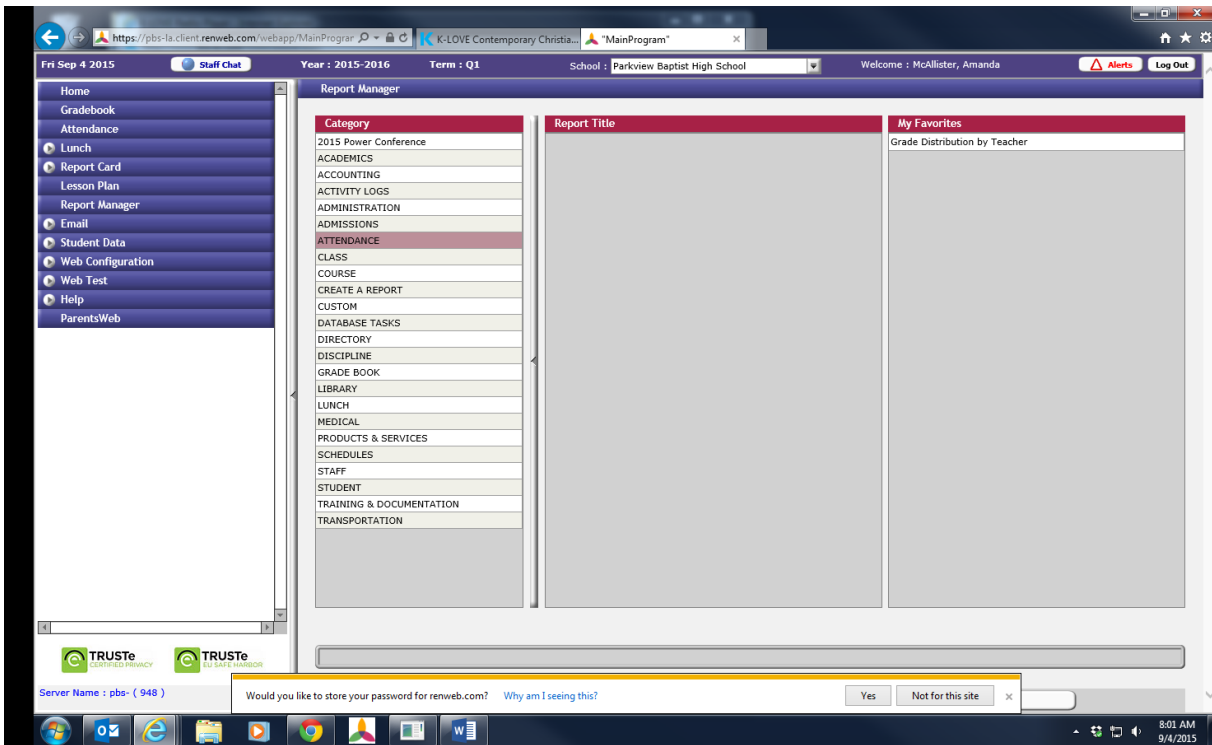 https://pbs-la.client.renweb.com/webapp/MainPrograr
K-LOVE Contemporary Christia...
"MainProgram"
Fri Sep 4 2015
Staff Chat
Year : 2015-2016
Term : Q1
School : Parkview Baptist High School
Welcome : McAllister, Amanda
Alerts
Log Out
Home
Gradebook
Attendance
Lunch
Report Card
Lesson Plan
Report Manager
Email
Student Data
Web Configuration
Web Test
Help
ParentsWeb
Report Manager
Category
2015 Power Conference
ACADEMICS
ACCOUNTING
ACTIVITY LOGS
ADMINISTRATION
ADMISSIONS
ATTENDANCE
CLASS
COURSE
CREATE A REPORT
CUSTOM
DATABASE TASKS
DIRECTORY
DISCIPLINE
GRADE BOOK
LIBRARY
LUNCH
MEDICAL
PRODUCTS & SERVICES
SCHEDULES
STAFF
STUDENT
TRAINING & DOCUMENTATION
TRANSPORTATION
Report Title
My Favorites
Grade Distribution by Teacher
TRUSTe
CERTIFIED PRIVACY
TRUSTe
EU SAFE HARBOR
Server Name : pbs- ( 948 )
Would you like to store your password for renweb.com? Why am I seeing this?
Yes
Not for this site
8:01 AM
9/4/2015